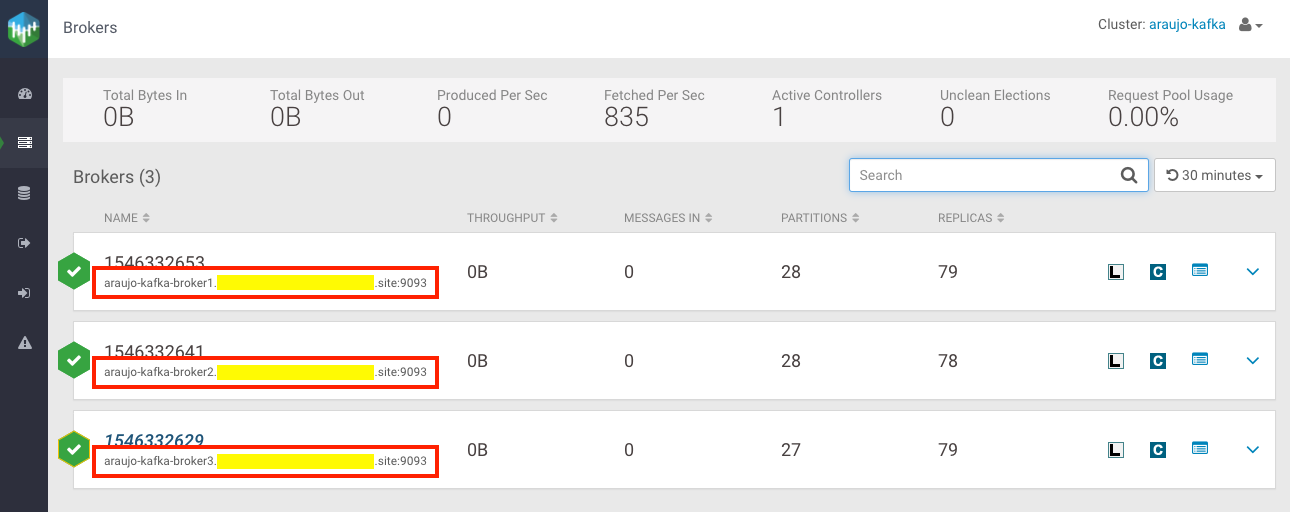 Brokers
Cluster: araujo-kafka
Total Bytes In
0B
Total Bytes Out
0B
Produced Per Sec
0
Fetched Per Sec
835
Active Controllers
1
Unclean Elections
0
Request Pool Usage
0.00%
Brokers (3)
Search
30 minutes
NAME THROUGHPUT MESSAGES IN PARTITIONS REPLICAS
1546332653
araujo-kafka-broker1. .site:9093
0B 0 28 79 L C
1546332641
araujo-kafka-broker2. .site:9093
0B 0 28 78 L C
1546332629
araujo-kafka-broker3. .site:9093
0B 0 27 79 L C